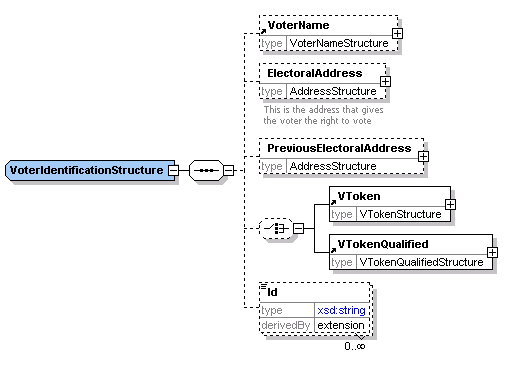 VoterName
type VoterNameStructure
ElectoralAddress
type AddressStructure
This is the address that gives
the voter the right to vote
PreviousElectoralAddress
type AddressStructure
VoterIdentificationStructure
VToken
type VTokenStructure
VTokenQualified
type VTokenQualifiedStructure
Id
type xsd:string
derivedBy extension
0..∞